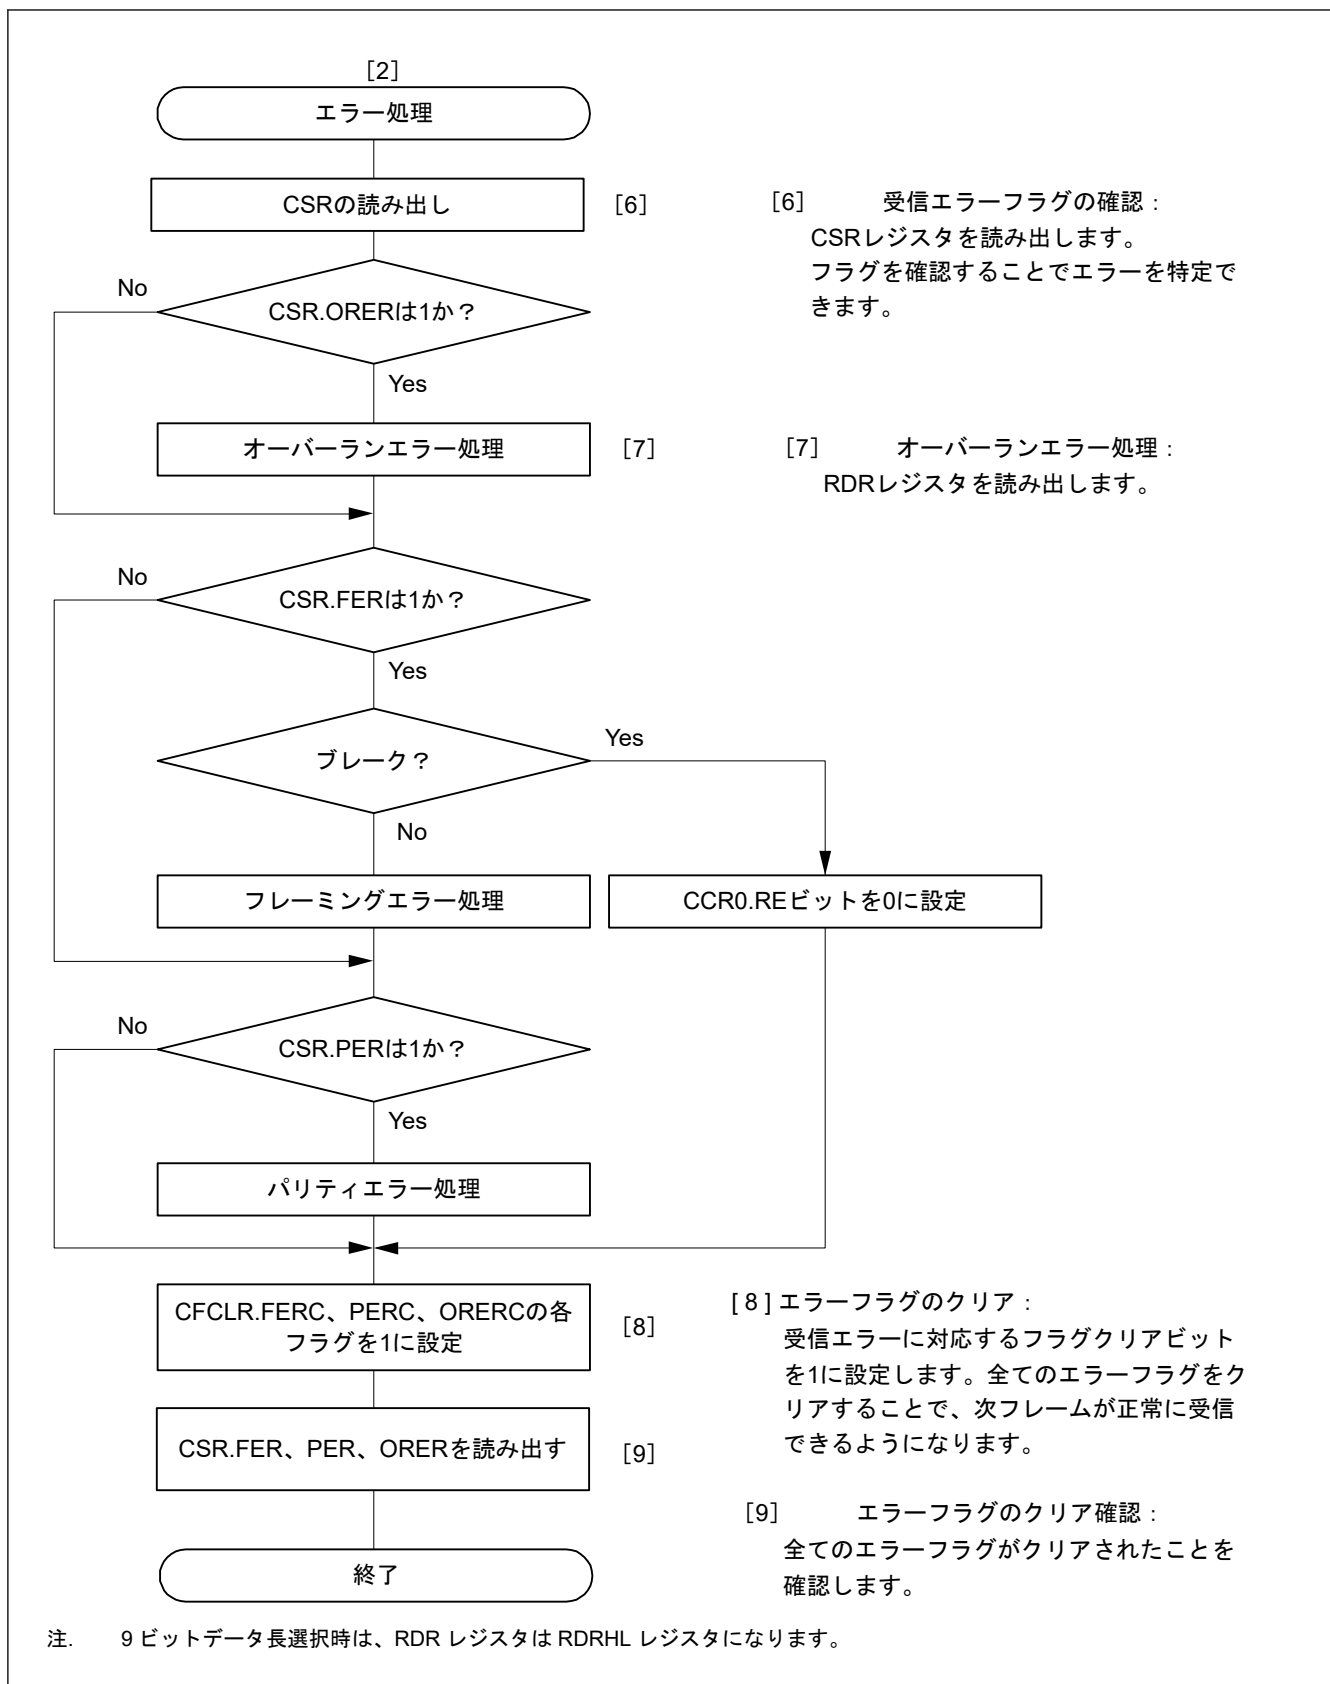 [2]
エラー処理
CSRの読み出し
[6]
[6] 受信エラーフラグの確認：
CSRレジスタを読み出します。
フラグを確認することでエラーを特定で
きます。
No
CSR.ORERは1か？
Yes
オーバーランエラー処理
[7]
[7] オーバーランエラー処理：
RDRレジスタを読み出します。
No
CSR.FERは1か？
Yes
ブレーク？
Yes
No
フレーミングエラー処理
CCR0.REビットを0に設定
No
CSR.PERは1か？
Yes
パリティエラー処理
CFCLR.FERC、PERC、ORERCの各
フラグを1に設定
[8]
[ 8 ] エラーフラグのクリア：
受信エラーに対応するフラグクリアビット
を1に設定します。全てのエラーフラグをク
リアすることで、次フレームが正常に受信
できるようになります。
CSR.FER、PER、ORERを読み出す
[9]
[9] エラーフラグのクリア確認：
全てのエラーフラグがクリアされたことを
確認します。
終了
注. 9 ビットデータ長選択時は、RDR レジスタは RDRHL レジスタになります。